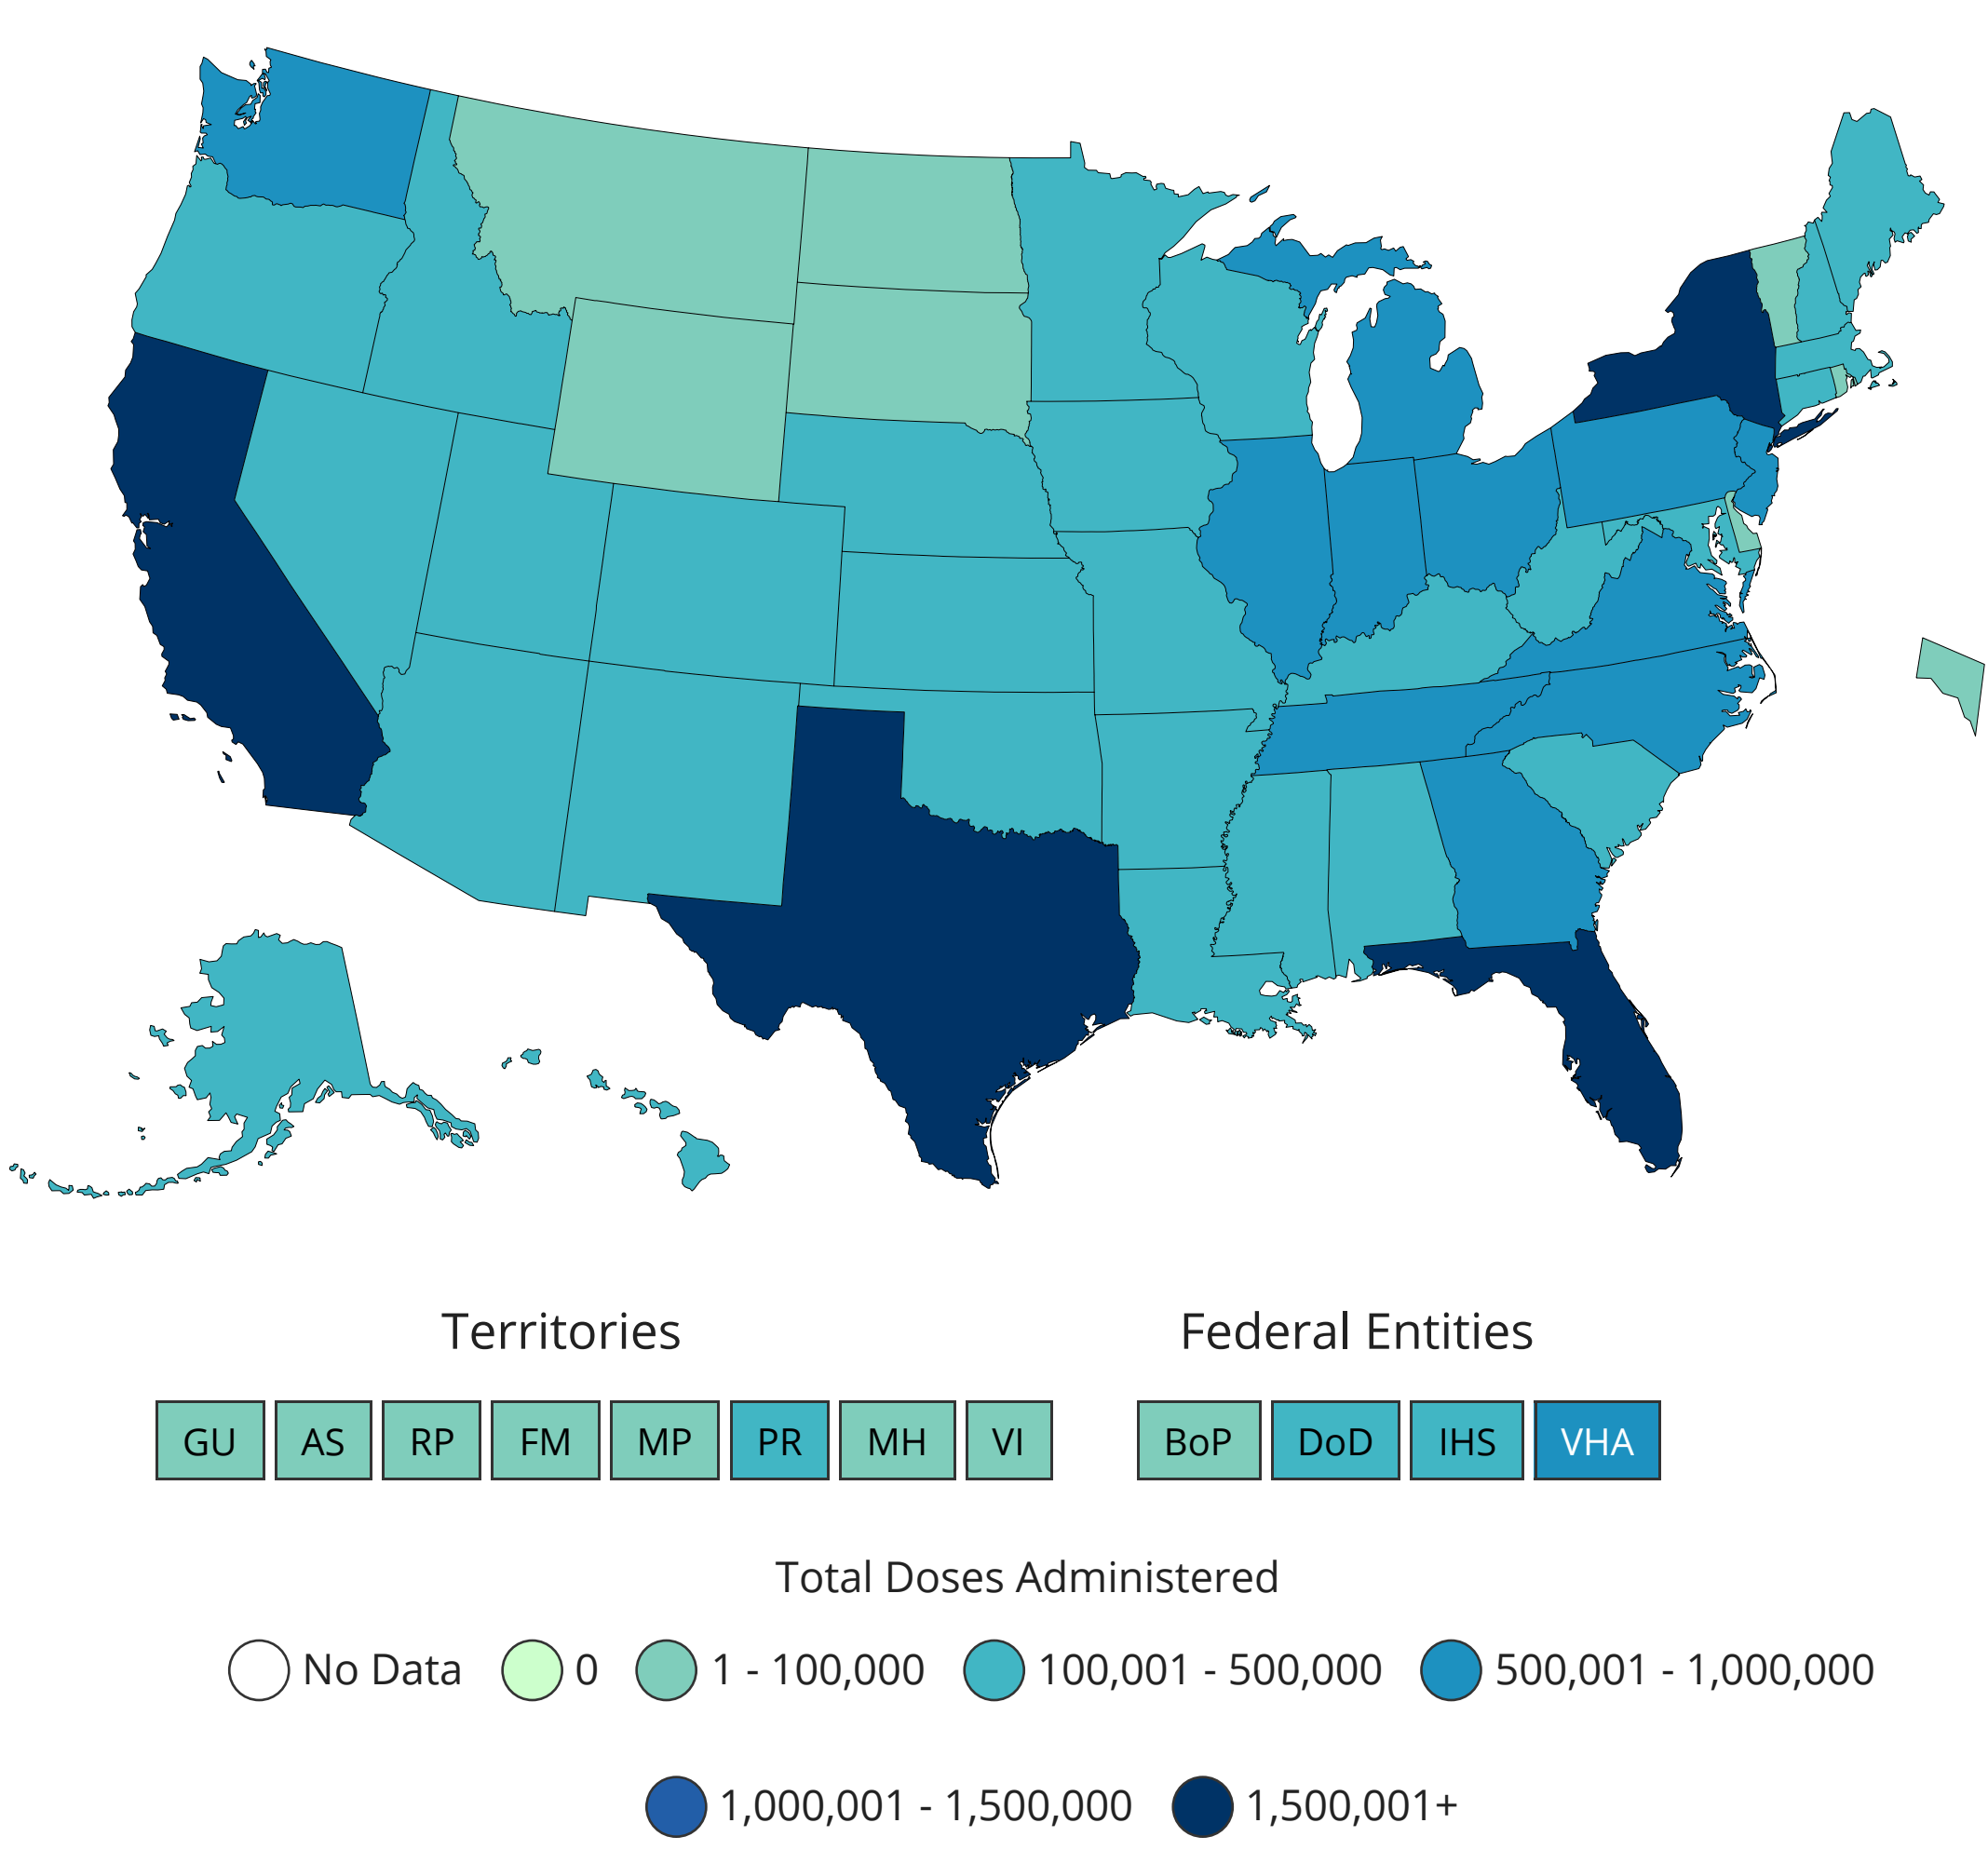 Territories
Federal Entities
GU AS RP FM MP PR MH VI
BoP DoD IHS VHA
Total Doses Administered
No Data 0 1 - 100,000 100,001 - 500,000 500,001 - 1,000,000
1,000,001 - 1,500,000 1,500,001+